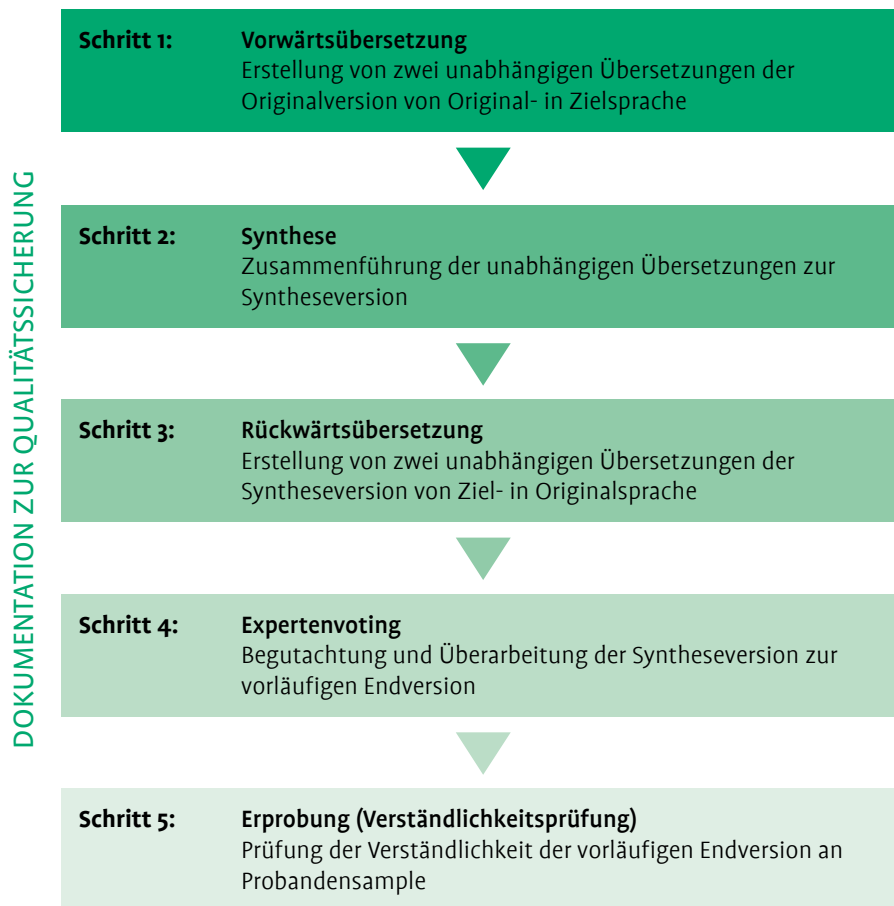 DOKUMENTATION ZUR QUALITÄTSSICHERUNG
Schritt 1: Vorwärtsübersetzung
Erstellung von zwei unabhängigen Übersetzungen der
Originalversion von Original- in Zielsprache
Schritt 2: Synthese
Zusammenführung der unabhängigen Übersetzungen zur
Syntheseversion
Schritt 3: Rückwärtsübersetzung
Erstellung von zwei unabhängigen Übersetzungen der
Syntheseversion von Ziel- in Originalsprache
Schritt 4: Expertenvoting
Begutachtung und Überarbeitung der Syntheseversion zur
vorläufigen Endversion
Schritt 5: Erprobung (Verständlichkeitsprüfung)
Prüfung der Verständlichkeit der vorläufigen Endversion an
Probandensample